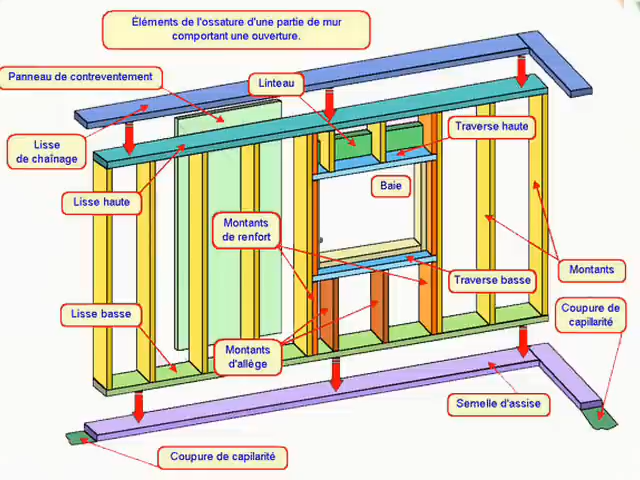 Éléments de l'ossature d'une partie de mur
comportant une ouverture.
Panneau de contreventement
Linteau
Lisse
de chaînage
Traverse haute
Lisse haute
Baie
Montants
de renfort
Montants
Traverse basse
Lisse basse
Coupure de
capilarité
Montants
d'allége
Semelle d'assise
Coupure de capilarité